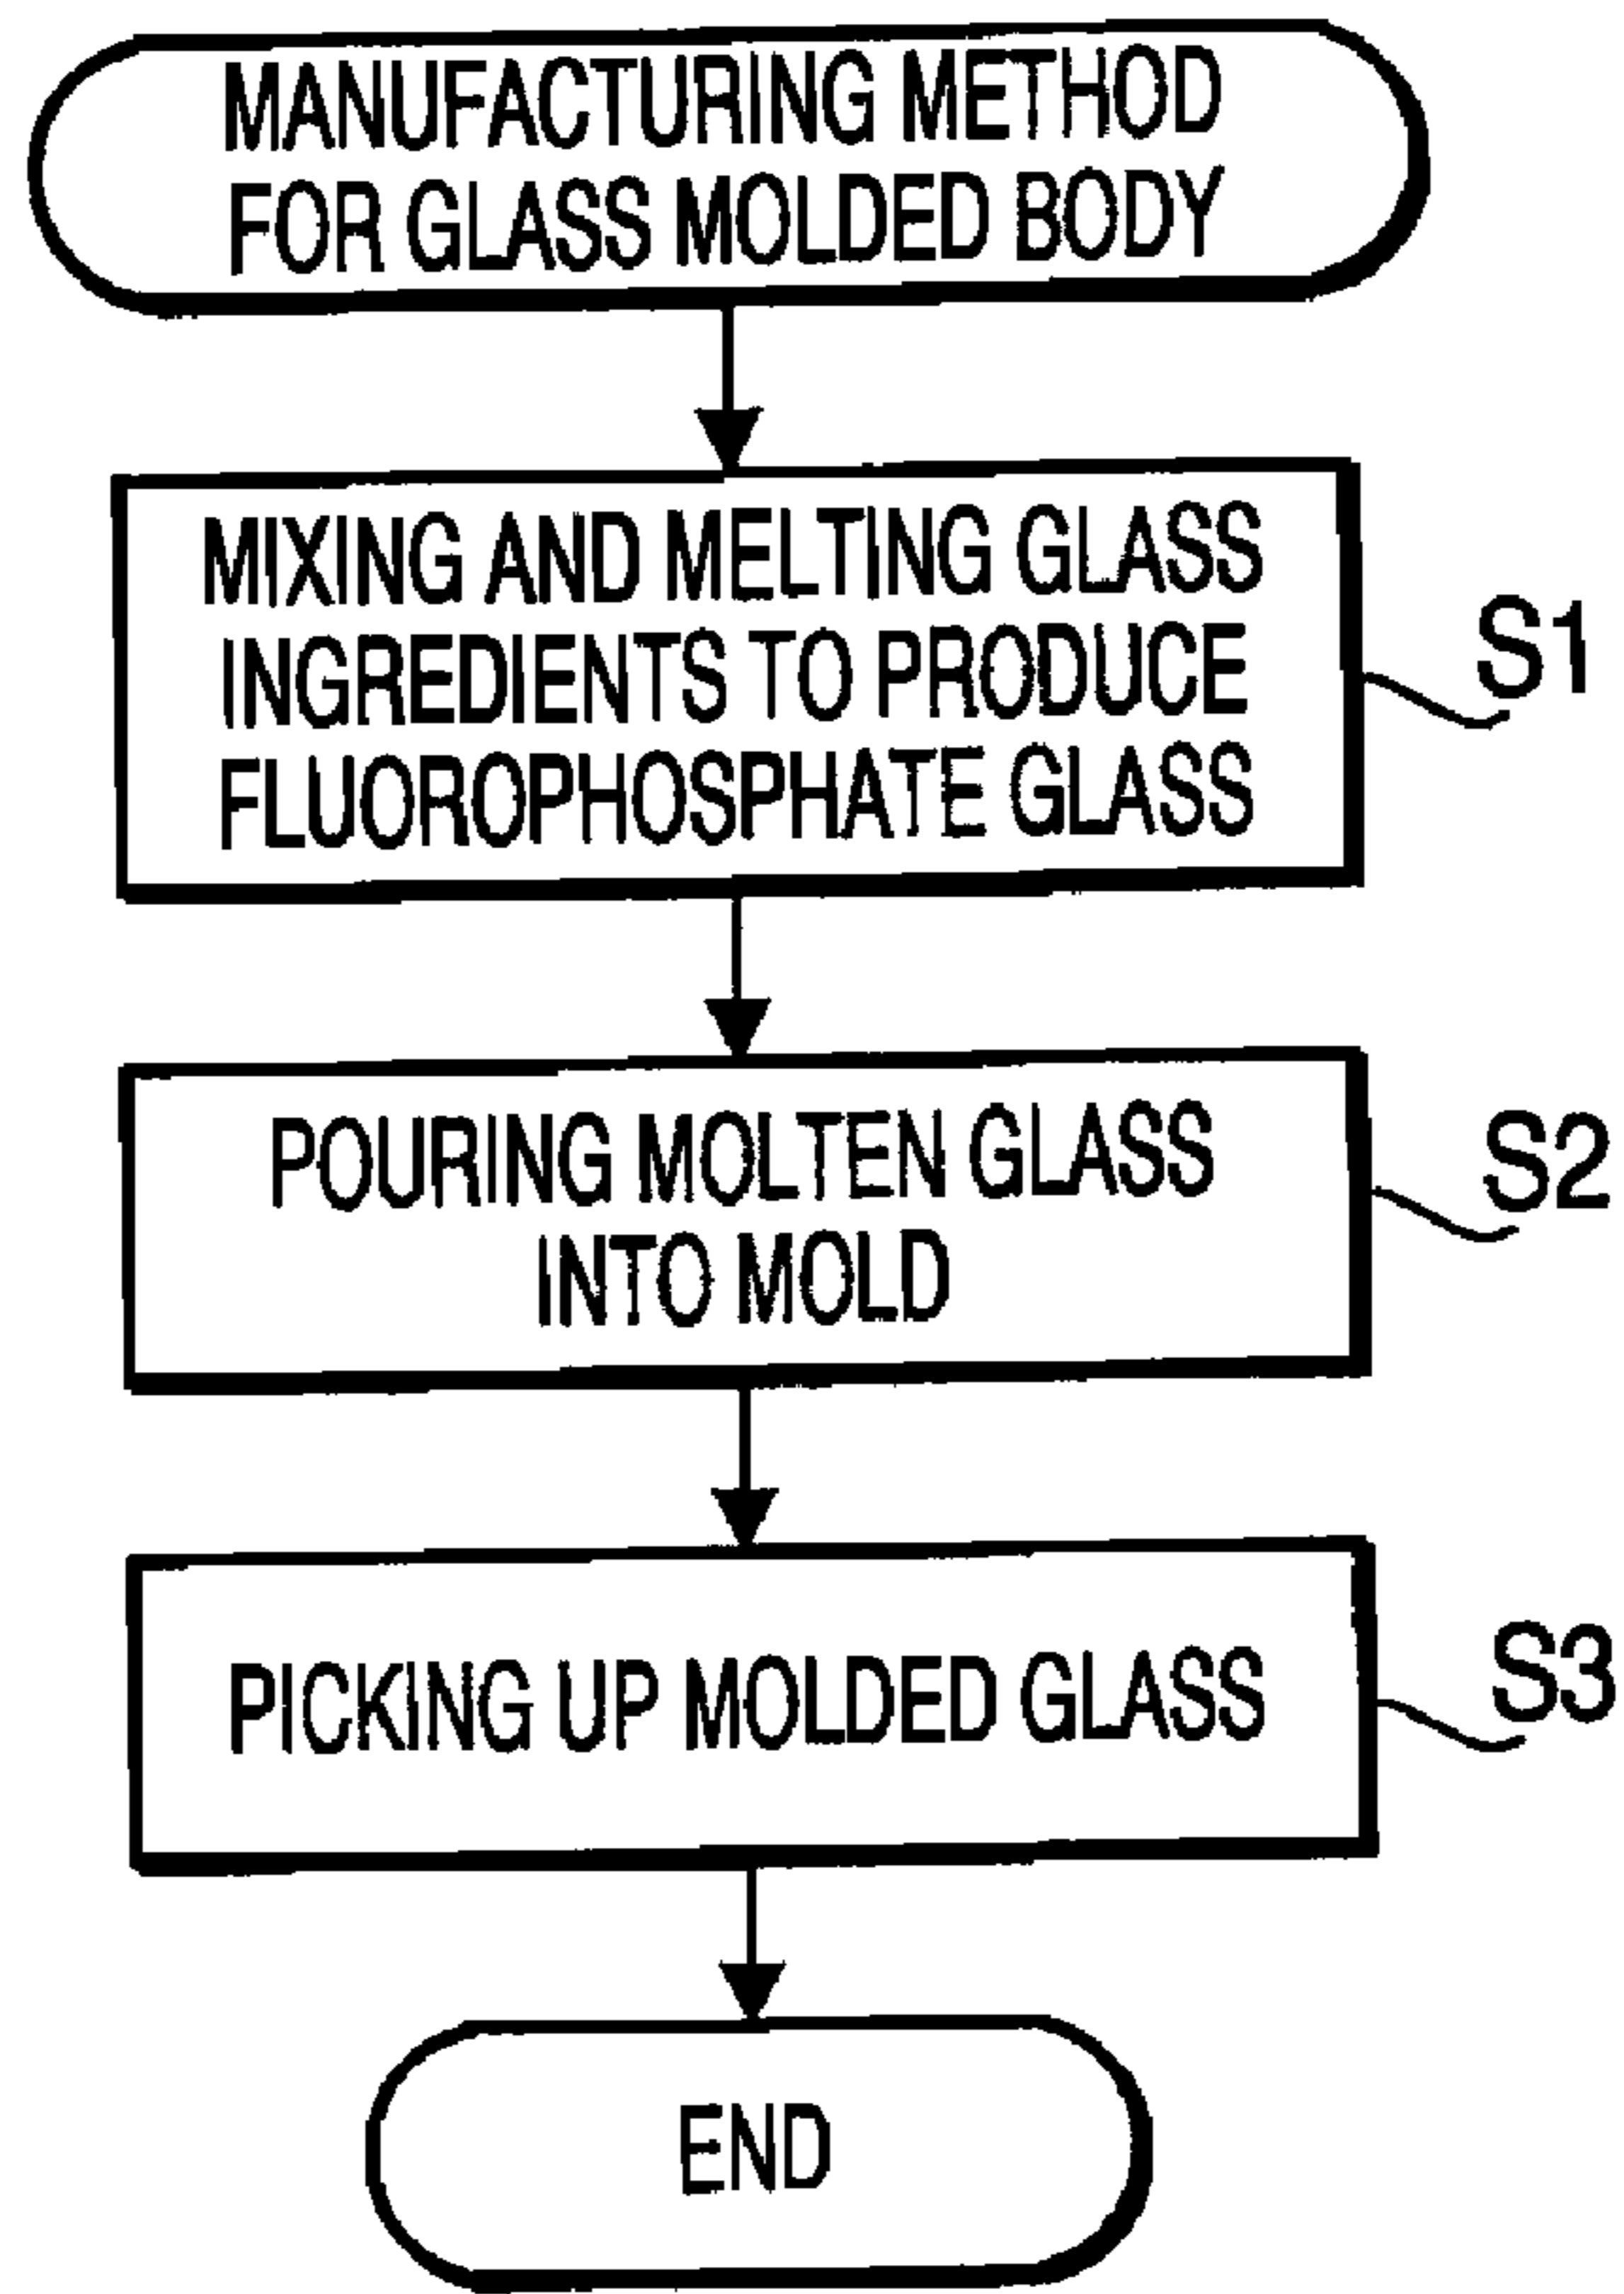 MANUFACTURING METHOD
FOR GLASS MOLDED BODY
MIXING AND MELTING GLASS
INGREDIENTS TO PRODUCE
FLUOROPHOSPHATE GLASS
S1
POURING MOLTEN GLASS
INTO MOLD
S2
PICKING UP MOLDED GLASS
S3
END